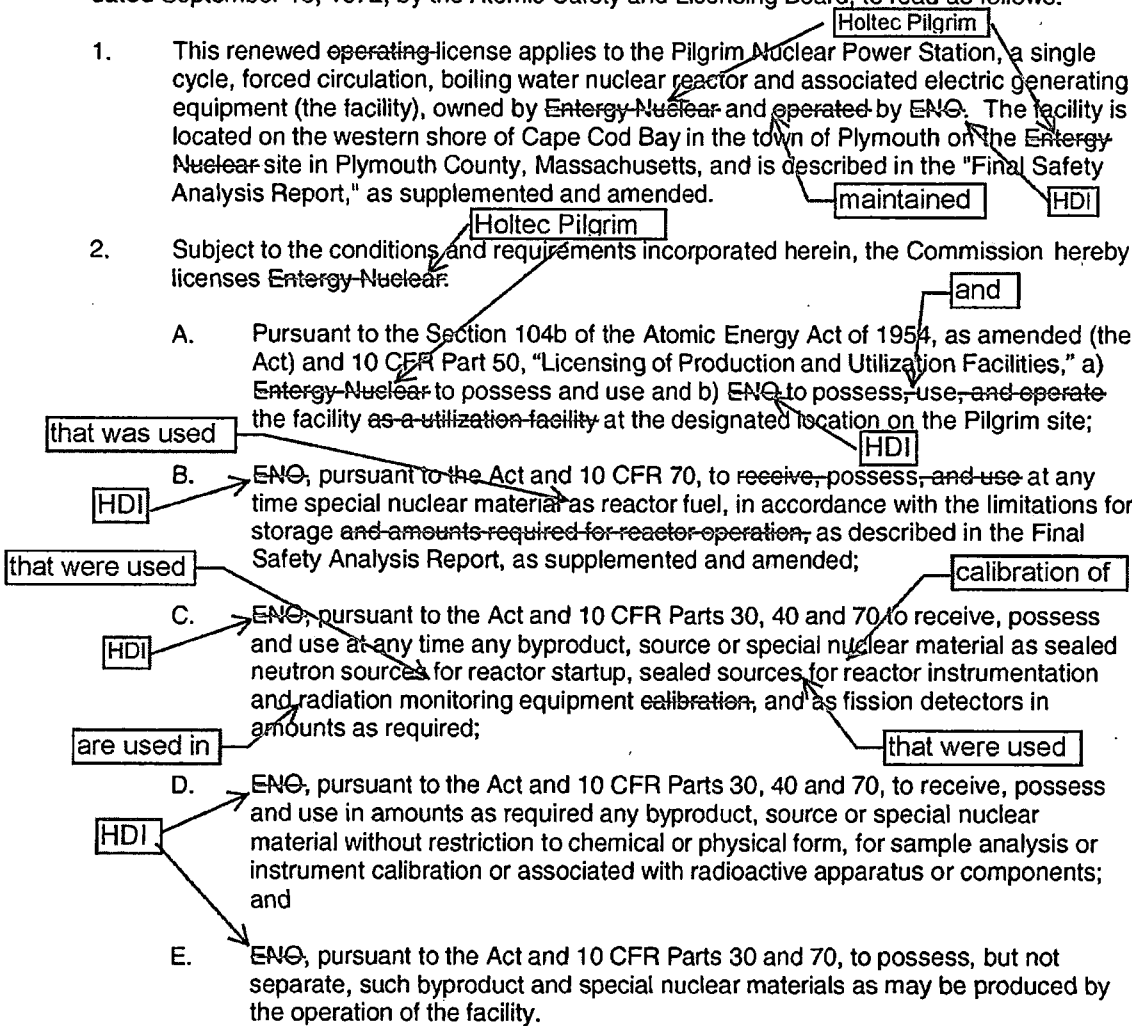 dated September 15, 1972, by the Atomic Safety and Licensing Board, to read as follows:
Holtec Pilgrim
1. This renewed operating license applies to the Pilgrim Nuclear Power Station, a single
cycle, forced circulation, boiling water nuclear reactor and associated electric generating
equipment (the facility), owned by Entergy Nuclear and operated by ENO. The facility is
located on the western shore of Cape Cod Bay in the town of Plymouth on the Entergy
Nuclear site in Plymouth County, Massachusetts, and is described in the "Final Safety
Analysis Report," as supplemented and amended.
maintained
HDI
Holtec Pilgrim
2. Subject to the conditions and requirements incorporated herein, the Commission hereby
licenses Entergy Nuclear:
and
A. Pursuant to the Section 104b of the Atomic Energy Act of 1954, as amended (the
Act) and 10 CFR Part 50, “Licensing of Production and Utilization Facilities,” a)
Entergy Nuclear to possess and use and b) ENO to possess, use, and operate
the facility as a utilization facility at the designated location on the Pilgrim site;
that was used
HDI
B. ENO, pursuant to the Act and 10 CFR 70, to receive, possess, and use at any
HDI
time special nuclear material as reactor fuel, in accordance with the limitations for
storage and amounts required for reactor operation, as described in the Final
Safety Analysis Report, as supplemented and amended;
that were used
calibration of
C. ENO, pursuant to the Act and 10 CFR Parts 30, 40 and 70, to receive, possess
HDI
and use at any time any byproduct, source or special nuclear material as sealed
neutron sources for reactor startup, sealed sources for reactor instrumentation
and radiation monitoring equipment calibration, and as fission detectors in
amounts as required;
are used in
that were used
D. ENO, pursuant to the Act and 10 CFR Parts 30, 40 and 70, to receive, possess
and use in amounts as required any byproduct, source or special nuclear
HDI
material without restriction to chemical or physical form, for sample analysis or
instrument calibration or associated with radioactive apparatus or components;
and
E. ENO, pursuant to the Act and 10 CFR Parts 30 and 70, to possess, but not
separate, such byproduct and special nuclear materials as may be produced by
the operation of the facility.